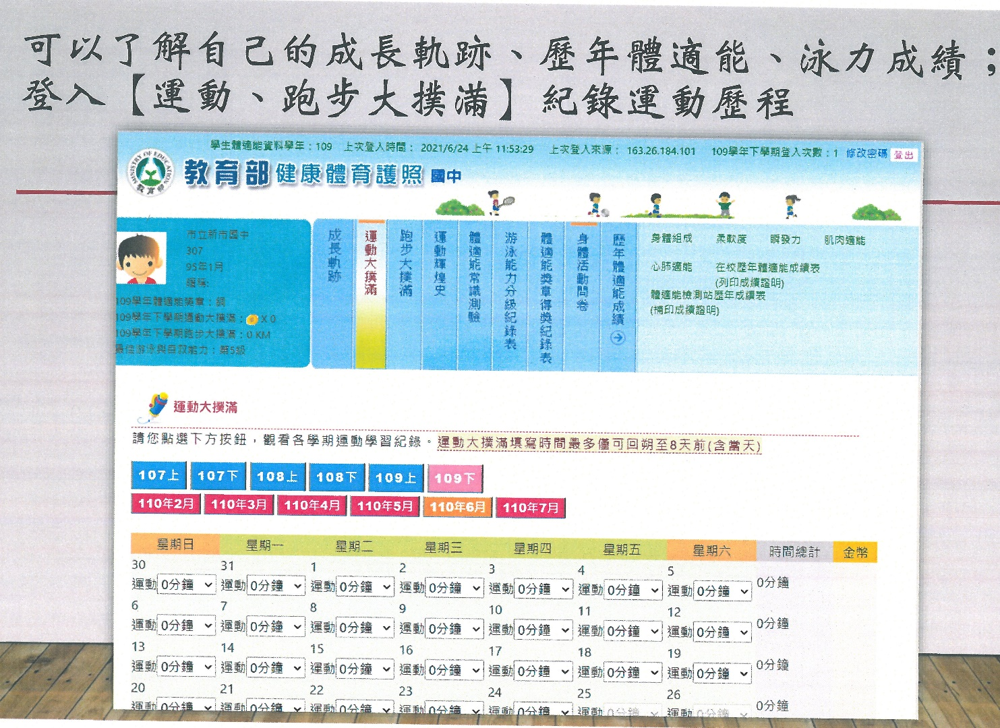 可以了解自己的成長軌跡、歷年體適能、泳力成績；
登入【運動、跑步大撲滿】紀錄運動歷程
學生體適能資料學年：109 上次登入時間： 2021/6/24 上午 11:53:29 上次登入來源： 163.26.184.101 109學年下學期登入次數：1 修改密碼 登出
MINISTRY OF EDUCATION
教育部
教育部健康體育護照 國中
市立新市國中
307
95年1月
暱稱:
109學年體適能獎章：銅
109學年下學期運動大撲滿： X 0
109學年下學期跑步大撲滿：0 KM
最佳游泳與自救能力：第5級
成長軌跡
運動大撲滿
跑步大撲滿
運動輝煌史
體適能常識測驗
游泳能力分級紀錄表
體適能獎章得獎紀錄表
身體活動問卷
歷年體適能成績
身體組成 柔軟度 瞬發力 肌肉適能
心肺適能 在校歷年體適能成績表
(列印成績證明)
體適能檢測站歷年成績表
(補印成績證明)
運動大撲滿
請您點選下方按鈕，觀看各學期運動學習紀錄。運動大撲滿填寫時間最多僅可回朔至8天前(含當天)
107上 107下 108上 108下 109上 109下
110年2月 110年3月 110年4月 110年5月 110年6月 110年7月
星期日 星期一 星期二 星期三 星期四 星期五 星期六 時間總計 金幣
30 31 1 2 3 4 5
運動 0分鐘 運動 0分鐘 運動 0分鐘 運動 0分鐘 運動 0分鐘 運動 0分鐘 運動 0分鐘 0分鐘
6 7 8 9 10 11 12
運動 0分鐘 運動 0分鐘 運動 0分鐘 運動 0分鐘 運動 0分鐘 運動 0分鐘 運動 0分鐘 0分鐘
13 14 15 16 17 18 19
運動 0分鐘 運動 0分鐘 運動 0分鐘 運動 0分鐘 運動 0分鐘 運動 0分鐘 運動 0分鐘 0分鐘
20 21 22 23 24 25 26
運動 0分鐘 運動 0分鐘 運動 0分鐘 運動 0分鐘 運動 0分鐘 運動 0分鐘 運動 0分鐘 0分鐘